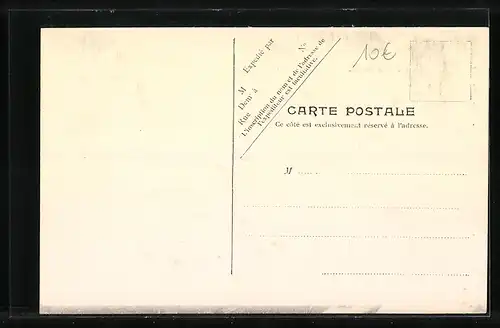 Expédié par
M
Dem t à
Rue N°
L'inscription du nom et de l'adresse de
l'expéditeur est facultative.
10€
CARTE POSTALE
Ce côté est exclusivement réservé à l'adresse.
M